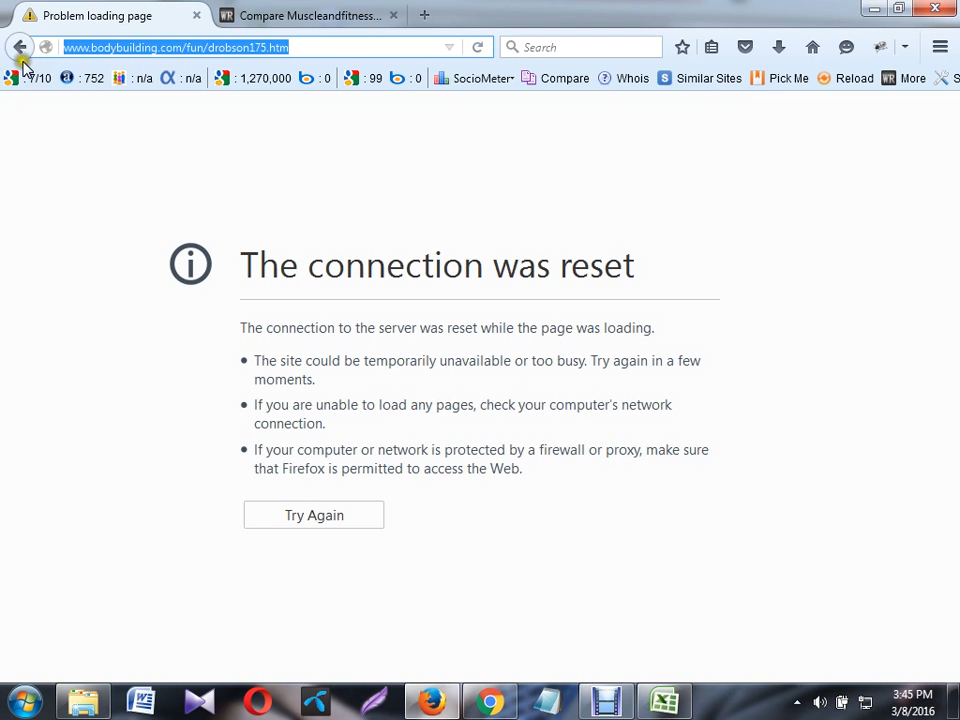 Problem loading page
Compare Muscleandfitness...
www.bodybuilding.com/fun/drobson175.htm
Search
: 7/10 : 752 : n/a : n/a : 1,270,000 : 0 : 99 : 0 SocioMeter Compare Whois Similar Sites Pick Me Reload More S
The connection was reset
The connection to the server was reset while the page was loading.
The site could be temporarily unavailable or too busy. Try again in a few
moments.
If you are unable to load any pages, check your computer's network
connection.
If your computer or network is protected by a firewall or proxy, make sure
that Firefox is permitted to access the Web.
Try Again
3:45 PM
3/8/2016